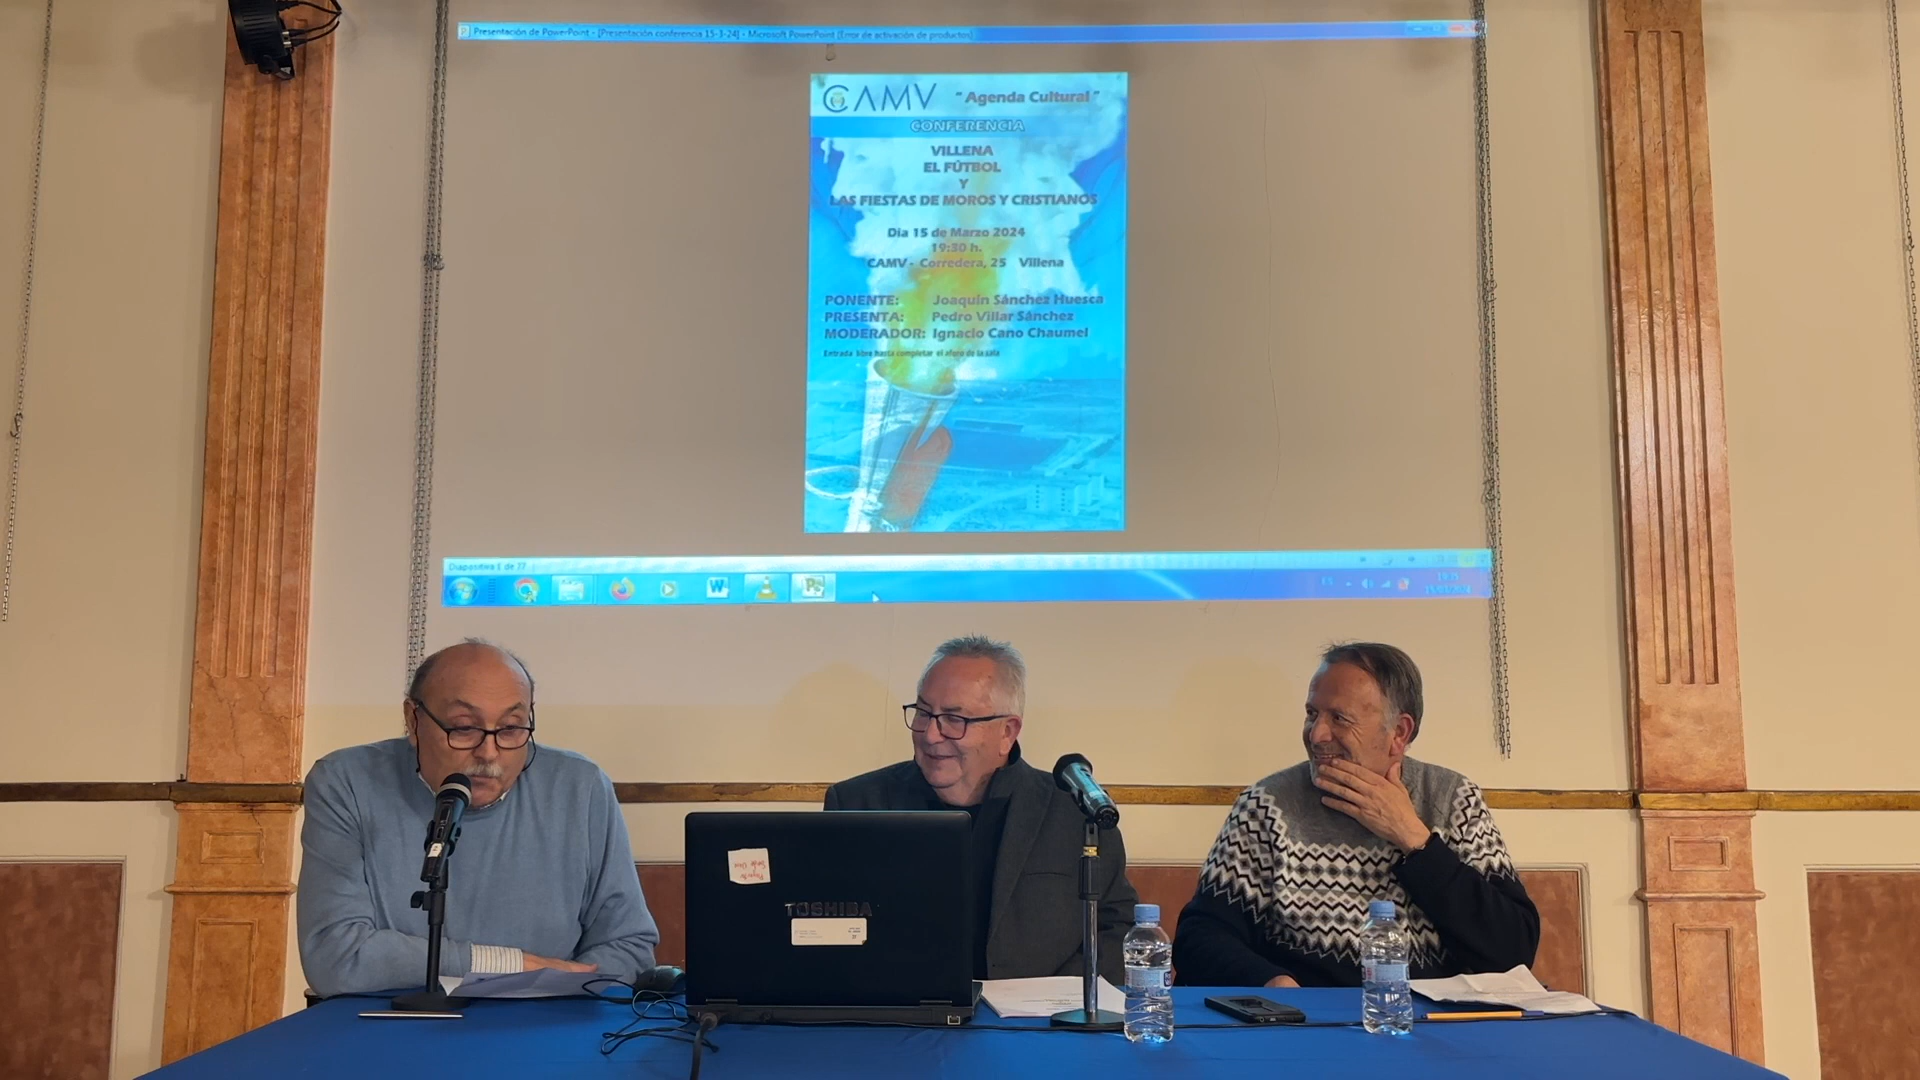 Presentación de PowerPoint - [Presentación conferencia 15-3-24] - Microsoft PowerPoint [Error de activación de productos]
CAMV "Agenda Cultural"
CONFERENCIA
VILLENA
EL FÚTBOL
Y
LAS FIESTAS DE MOROS Y CRISTIANOS
Día 15 de Marzo 2024
19:30 h.
CAMV - Corredera, 25 Villena
PONENTE: Joaquín Sánchez Huesca
PRESENTA: Pedro Villar Sánchez
MODERADOR: Ignacio Cano Chaumel
Entrada libre hasta completar el aforo de la sala
Diapositiva 1 de 37
ES
TOSHIBA